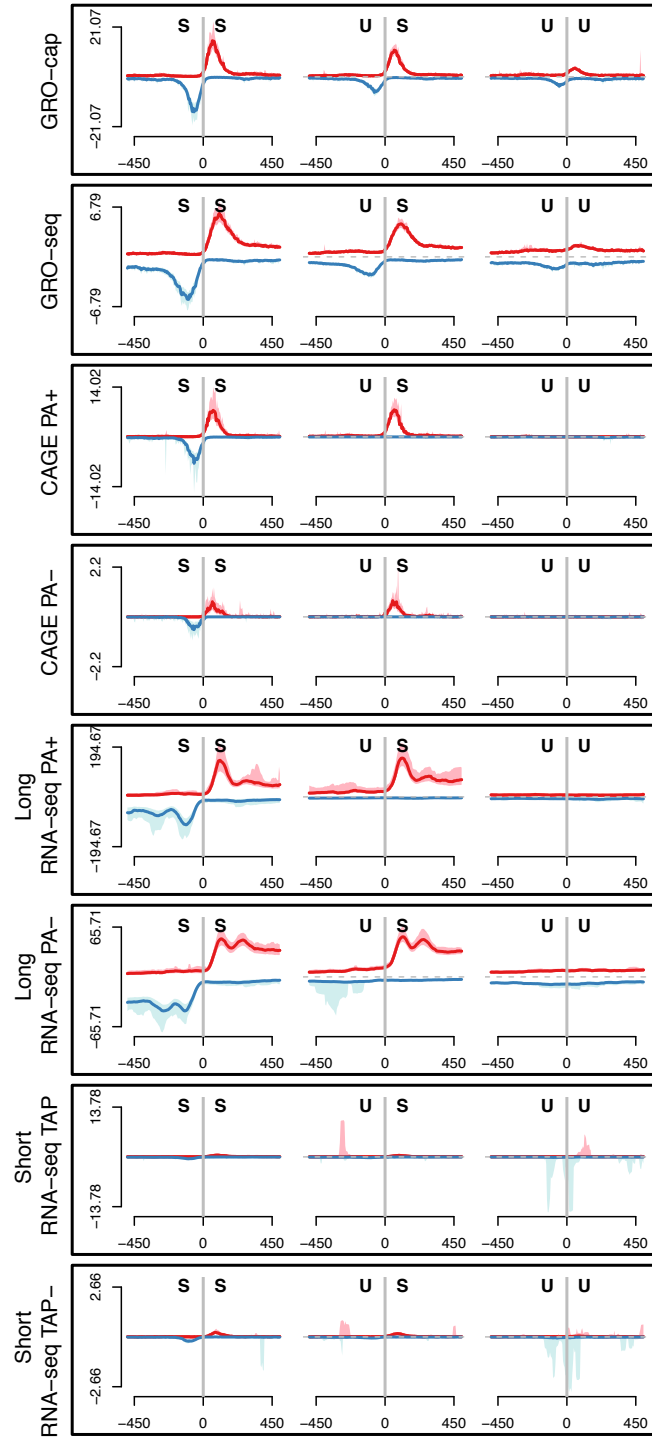 GRO−cap
21.07
−21.07
S S
U S
U U
−450 0 450
−450 0 450
−450 0 450
GRO−seq
6.79
−6.79
S S
U S
U U
−450 0 450
−450 0 450
−450 0 450
CAGE PA+
14.02
−14.02
S S
U S
U U
−450 0 450
−450 0 450
−450 0 450
CAGE PA−
2.2
−2.2
S S
U S
U U
−450 0 450
−450 0 450
−450 0 450
Long
RNA−seq PA+
194.67
−194.67
S S
U S
U U
−450 0 450
−450 0 450
−450 0 450
Long
RNA−seq PA−
65.71
−65.71
S S
U S
U U
−450 0 450
−450 0 450
−450 0 450
Short
RNA−seq TAP
13.78
−13.78
S S
U S
U U
−450 0 450
−450 0 450
−450 0 450
Short
RNA−seq TAP−
2.66
−2.66
S S
U S
U U
−450 0 450
−450 0 450
−450 0 450